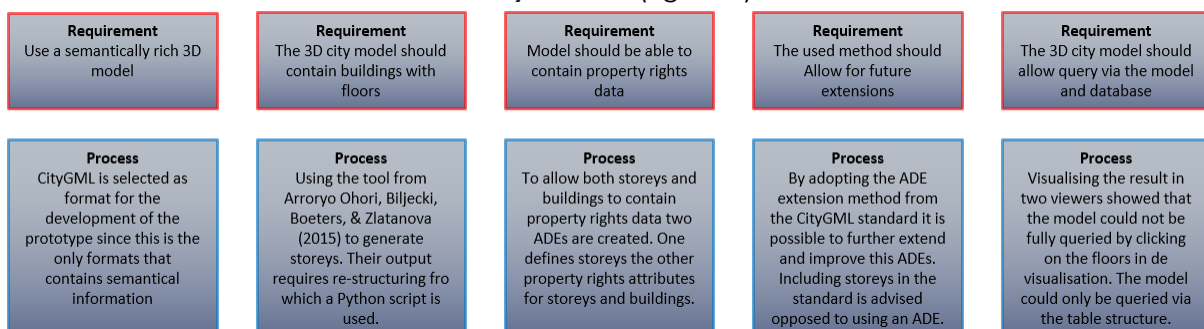 Requirement
Use a semantically rich 3D
model
Requirement
The 3D city model should
contain buildings with
floors
Requirement
Model should be able to
contain property rights
data
Requirement
The used method should
Allow for future
extensions
Requirement
The 3D city model should
allow query via the model
and database
Process
CityGML is selected as
format for the
development of the
prototype since this is the
only formats that
contains semantical
information
Process
Using the tool from
Arroryo Ohori, Biljecki,
Boeters, & Zlatanova
(2015) to generate
storeys. Their output
requires re-structuring fro
which a Python script is
used.
Process
To allow both storeys and
buildings to contain
property rights data two
ADEs are created. One
defines storeys the other
property rights attributes
for storeys and buildings.
Process
By adopting the ADE
extension method from
the CityGML standard it is
possible to further extend
and improve this ADEs.
Including storeys in the
standard is advised
opposed to using an ADE.
Process
Visualising the result in
two viewers showed that
the model could not be
fully queried by clicking
on the floors in de
visualisation. The model
could only be queried via
the table structure.